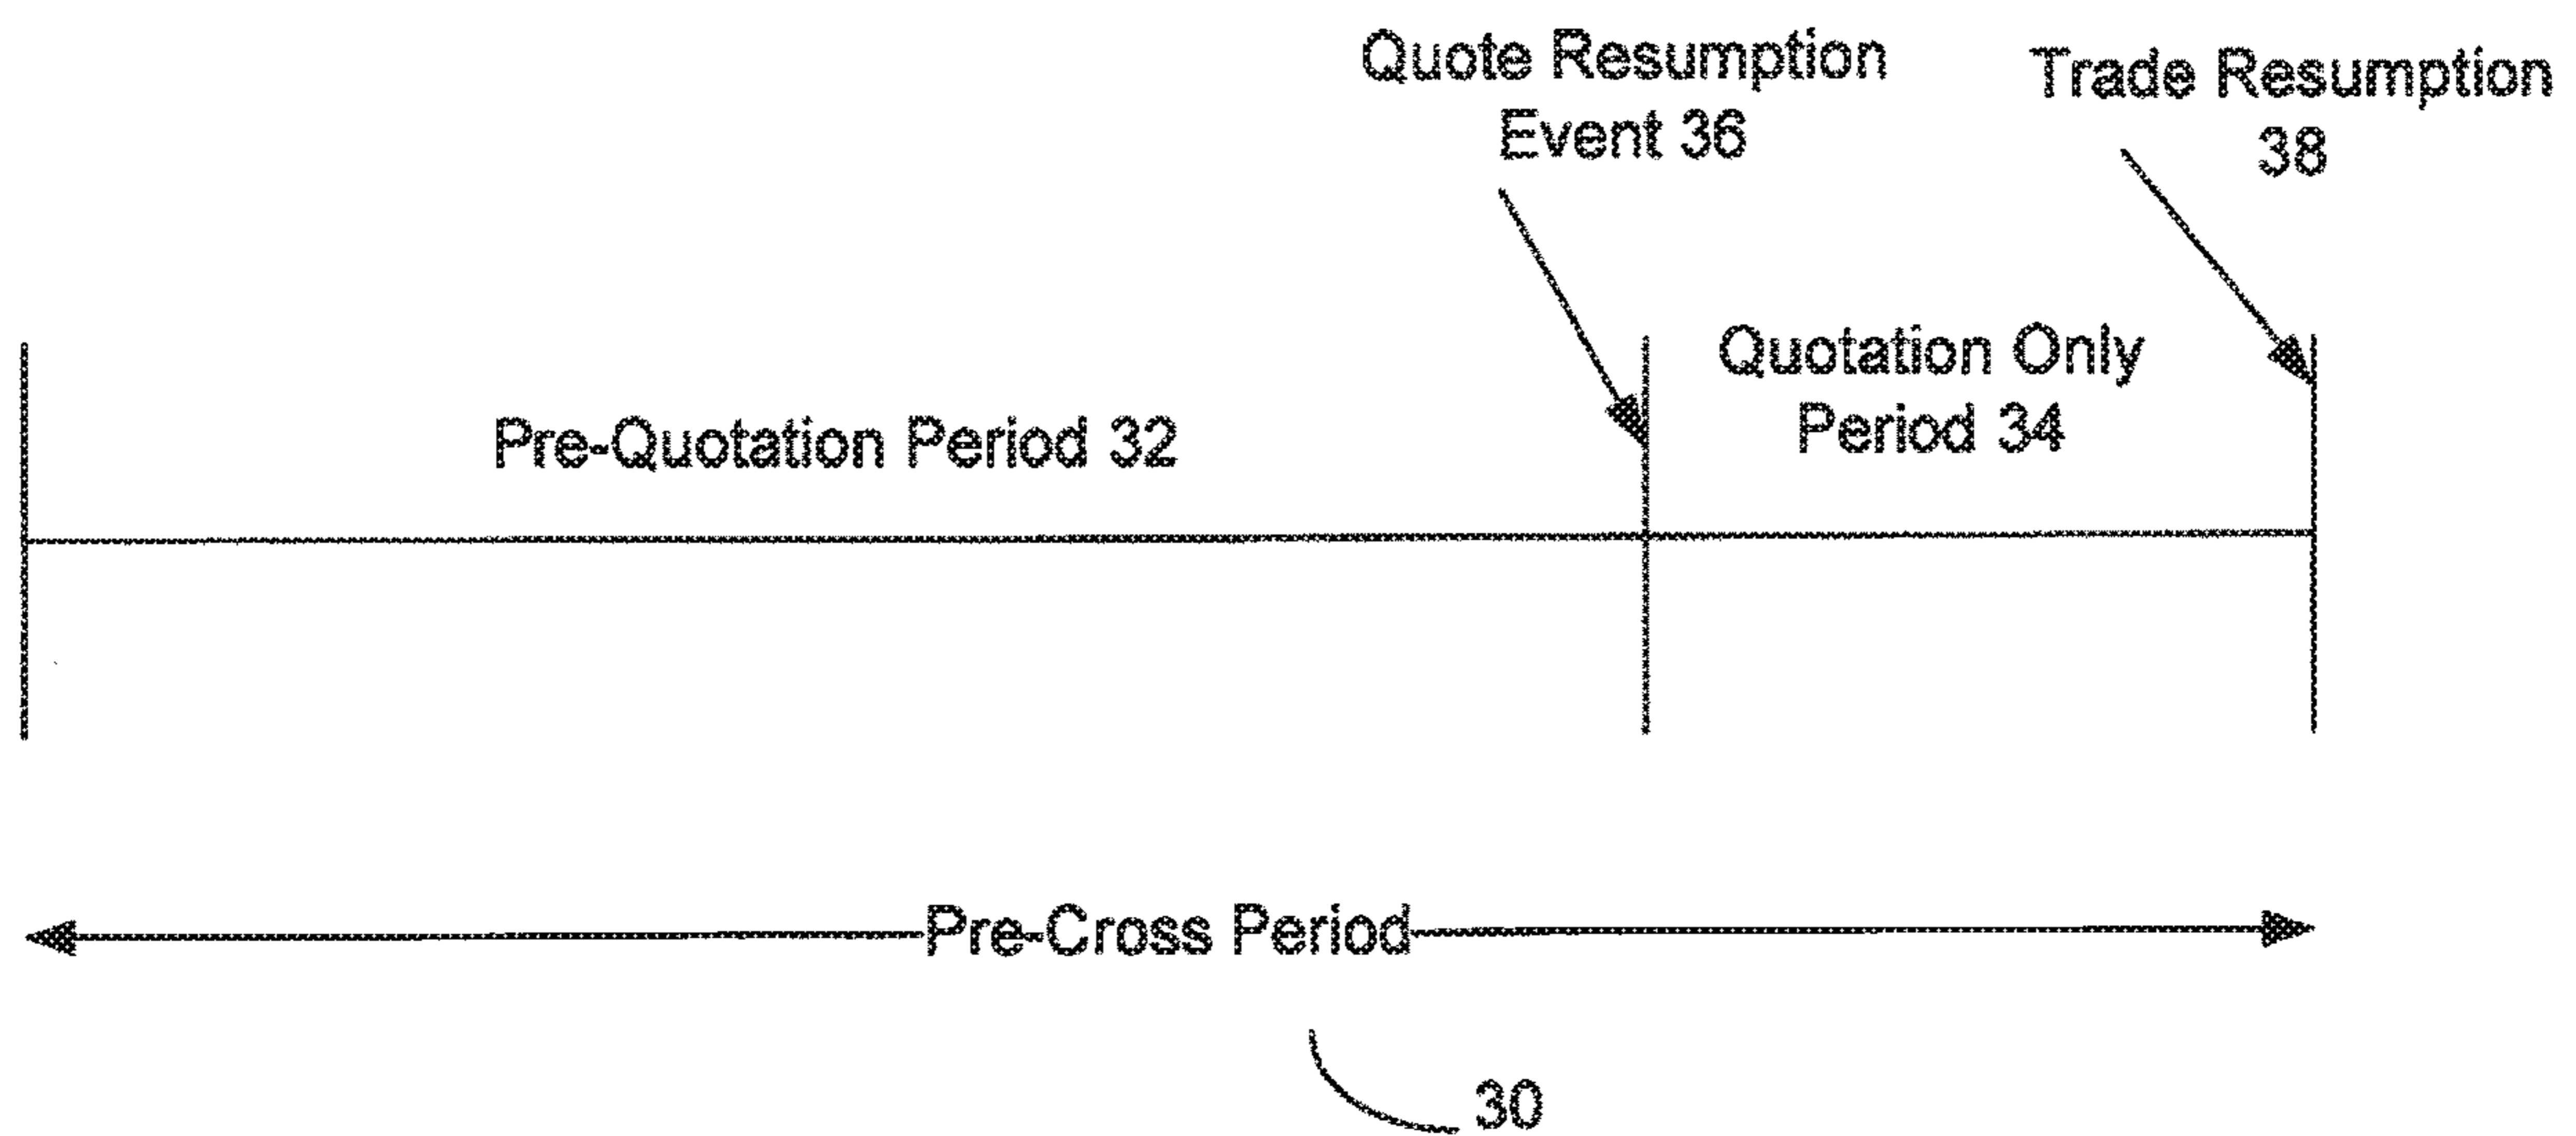 Quote Resumption
Event 36
Trade Resumption
38
Pre-Quotation Period 32
Quotation Only
Period 34
Pre-Cross Period
30